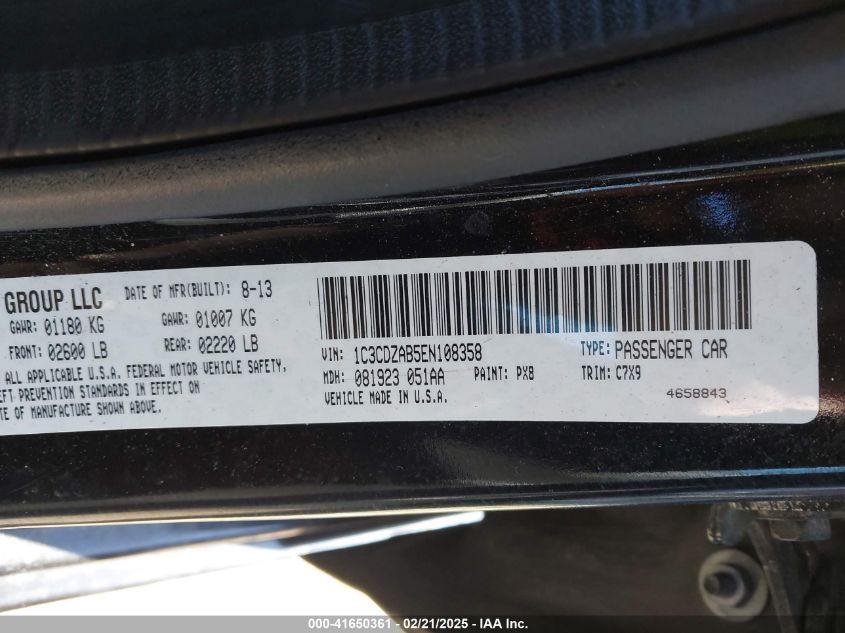 GROUP LLC DATE OF MFR(BUILT): 8-13
GAWR: 01180 KG GAWR: 01007 KG
FRONT: 02600 LB REAR: 02220 LB
ALL APPLICABLE U.S.A. FEDERAL MOTOR VEHICLE SAFETY,
EFT PREVENTION STANDARDS IN EFFECT ON
TE OF MANUFACTURE SHOWN ABOVE.
VIN: 1C3CDZAB5EN108358 TYPE: PASSENGER CAR
MDH: 081923 051AA PAINT: PX8 TRIM: C7X9
VEHICLE MADE IN U.S.A. 4658843
000-41650361 - 02/21/2025 - IAA Inc.